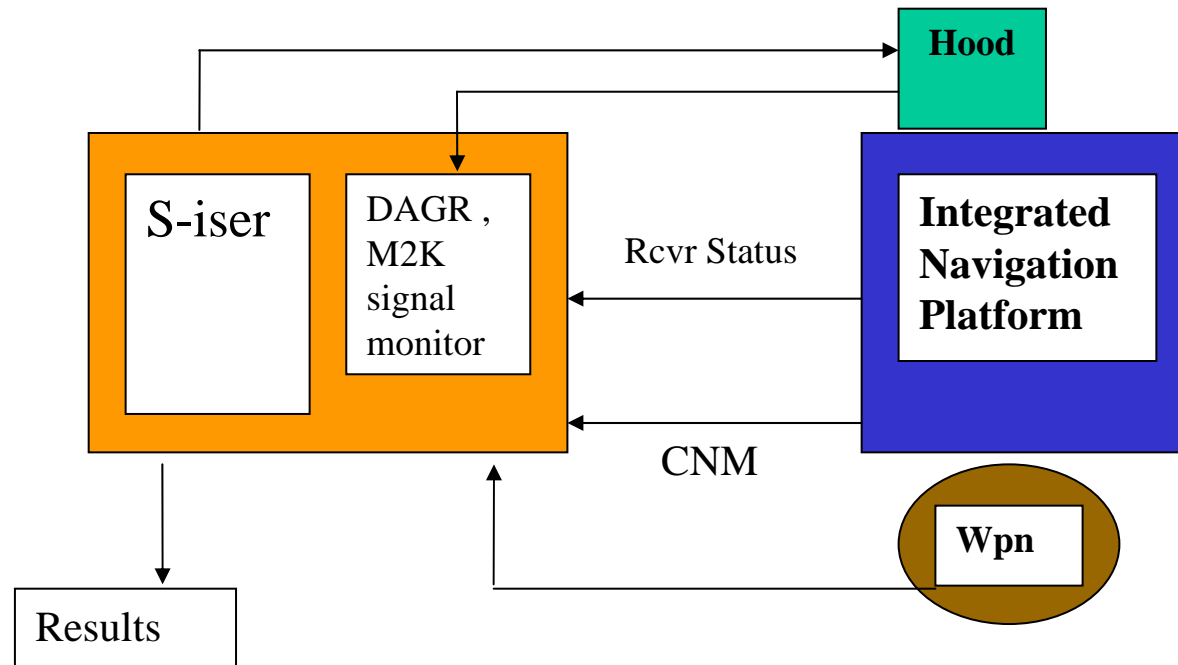 Hood
S-iser
DAGR ,
M2K
signal
monitor
Rcvr Status
Integrated
Navigation
Platform
CNM
Wpn
Results